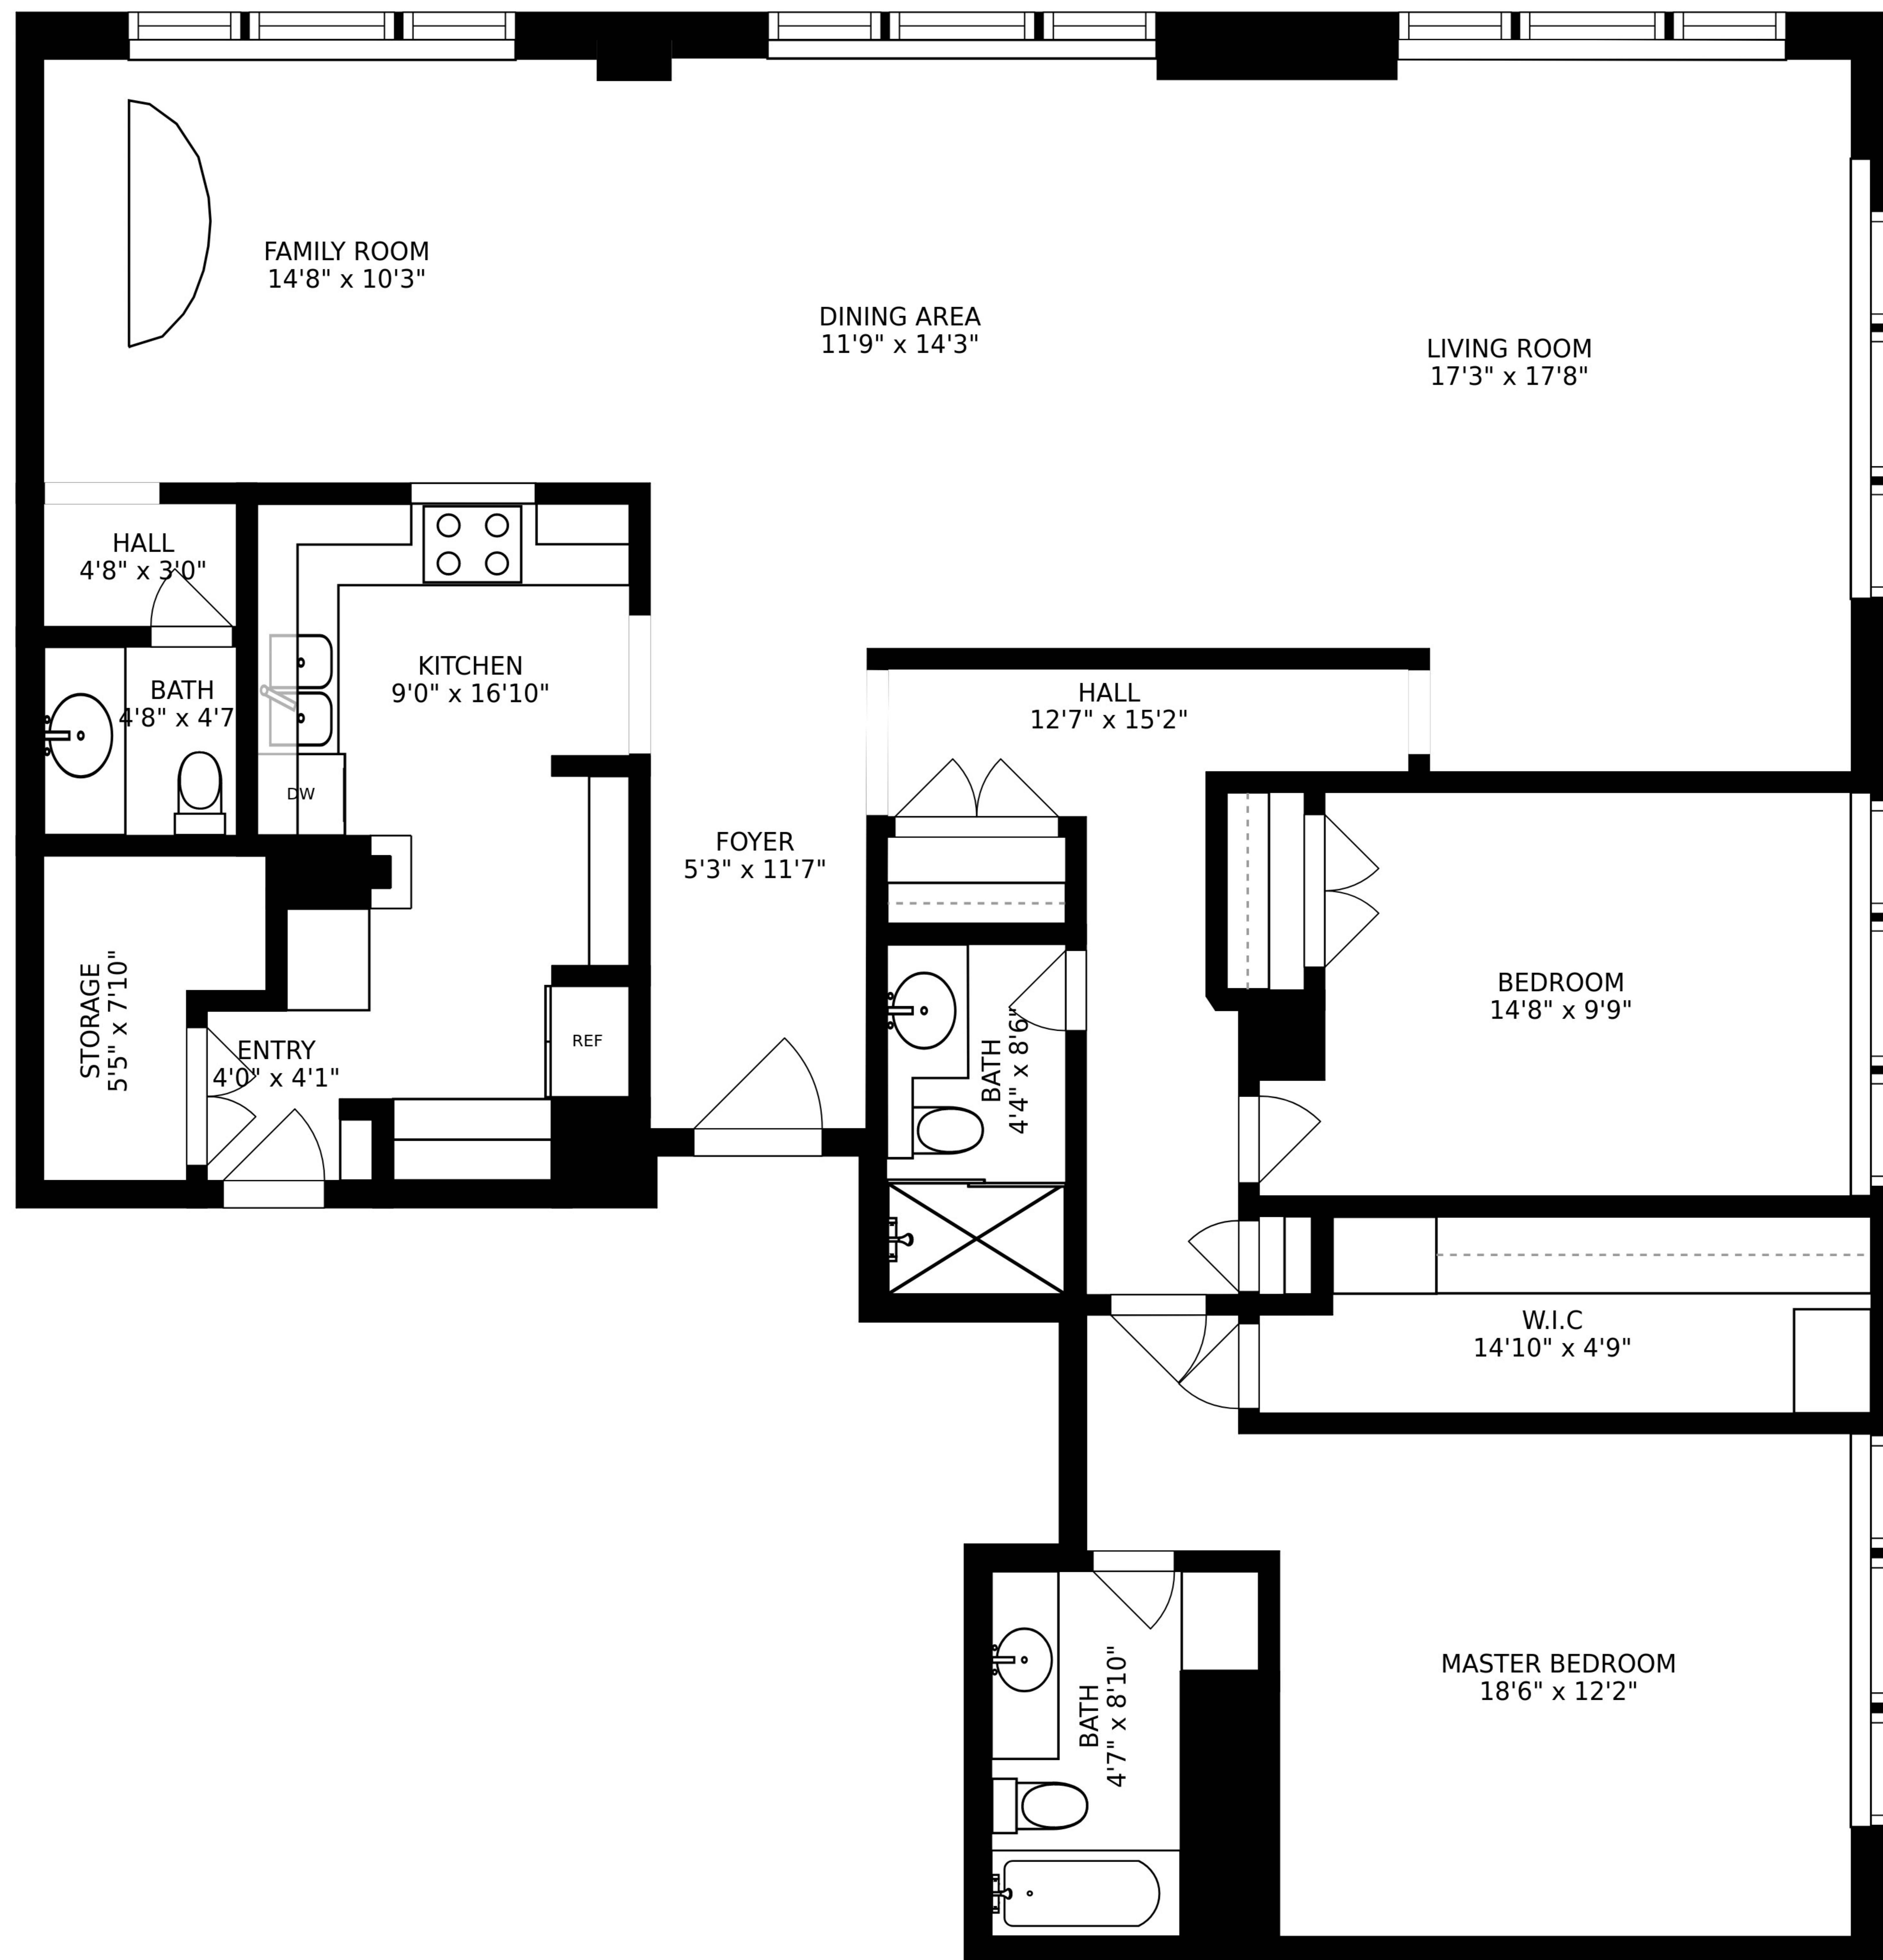 FAMILY ROOM
14'8" x 10'3"
DINING AREA
11'9" x 14'3"
LIVING ROOM
17'3" x 17'8"
HALL
4'8" x 3'0"
BATH
4'8" x 4'7
KITCHEN
9'0" x 16'10"
DW
HALL
12'7" x 15'2"
FOYER
5'3" x 11'7"
STORAGE
5'5" x 7'10"
ENTRY
4'0" x 4'1"
REF
BATH
4'4" x 8'6"
BEDROOM
14'8" x 9'9"
W.I.C
14'10" x 4'9"
BATH
4'7" x 8'10"
MASTER BEDROOM
18'6" x 12'2"